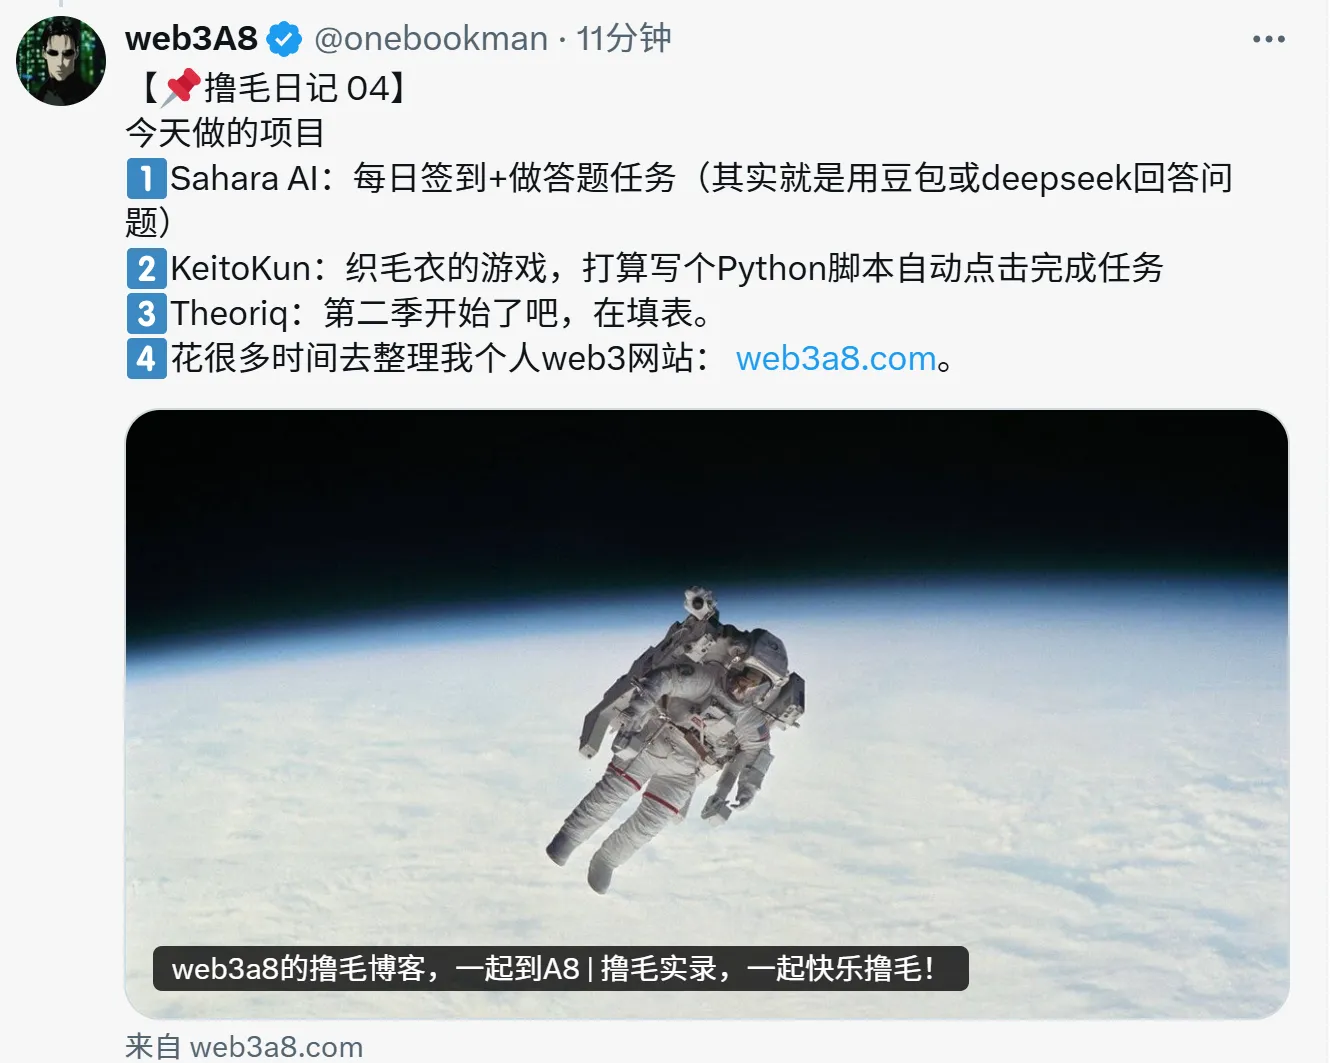 web3A8 @onebookman · 11分钟
【📌撸毛日记 04】
今天做的项目
1️⃣Sahara AI：每日签到+做答题任务（其实就是用豆包或deepseek回答问
题）
2️⃣KeitoKun：织毛衣的游戏，打算写个Python脚本自动点击完成任务
3️⃣Theoriq：第二季开始了吧，在填表。
4️⃣花很多时间去整理我个人web3网站： web3a8.com。
web3a8的撸毛博客，一起到A8 | 撸毛实录，一起快乐撸毛！
来自 web3a8.com